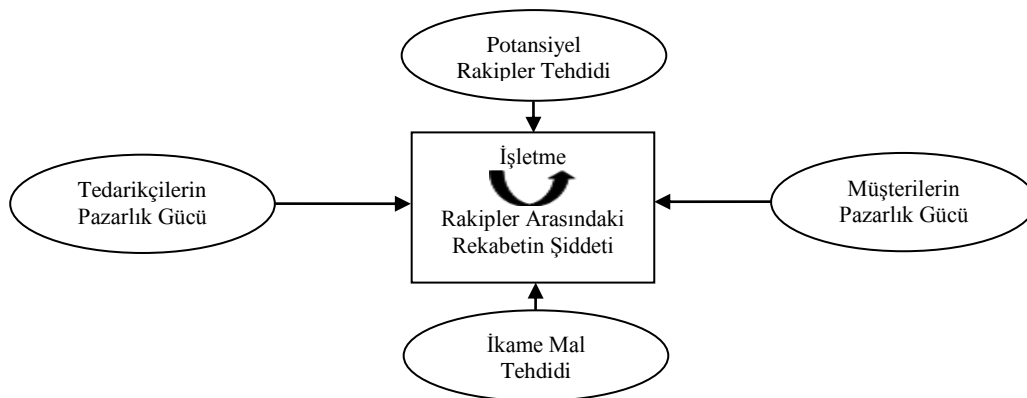 Potansiyel
Rakipler Tehdidi
İşletme
Rakipler Arasındaki
Rekabetin Şiddeti
Tedarikçilerin
Pazarlık Gücü
Müşterilerin
Pazarlık Gücü
İkame Mal
Tehdidi